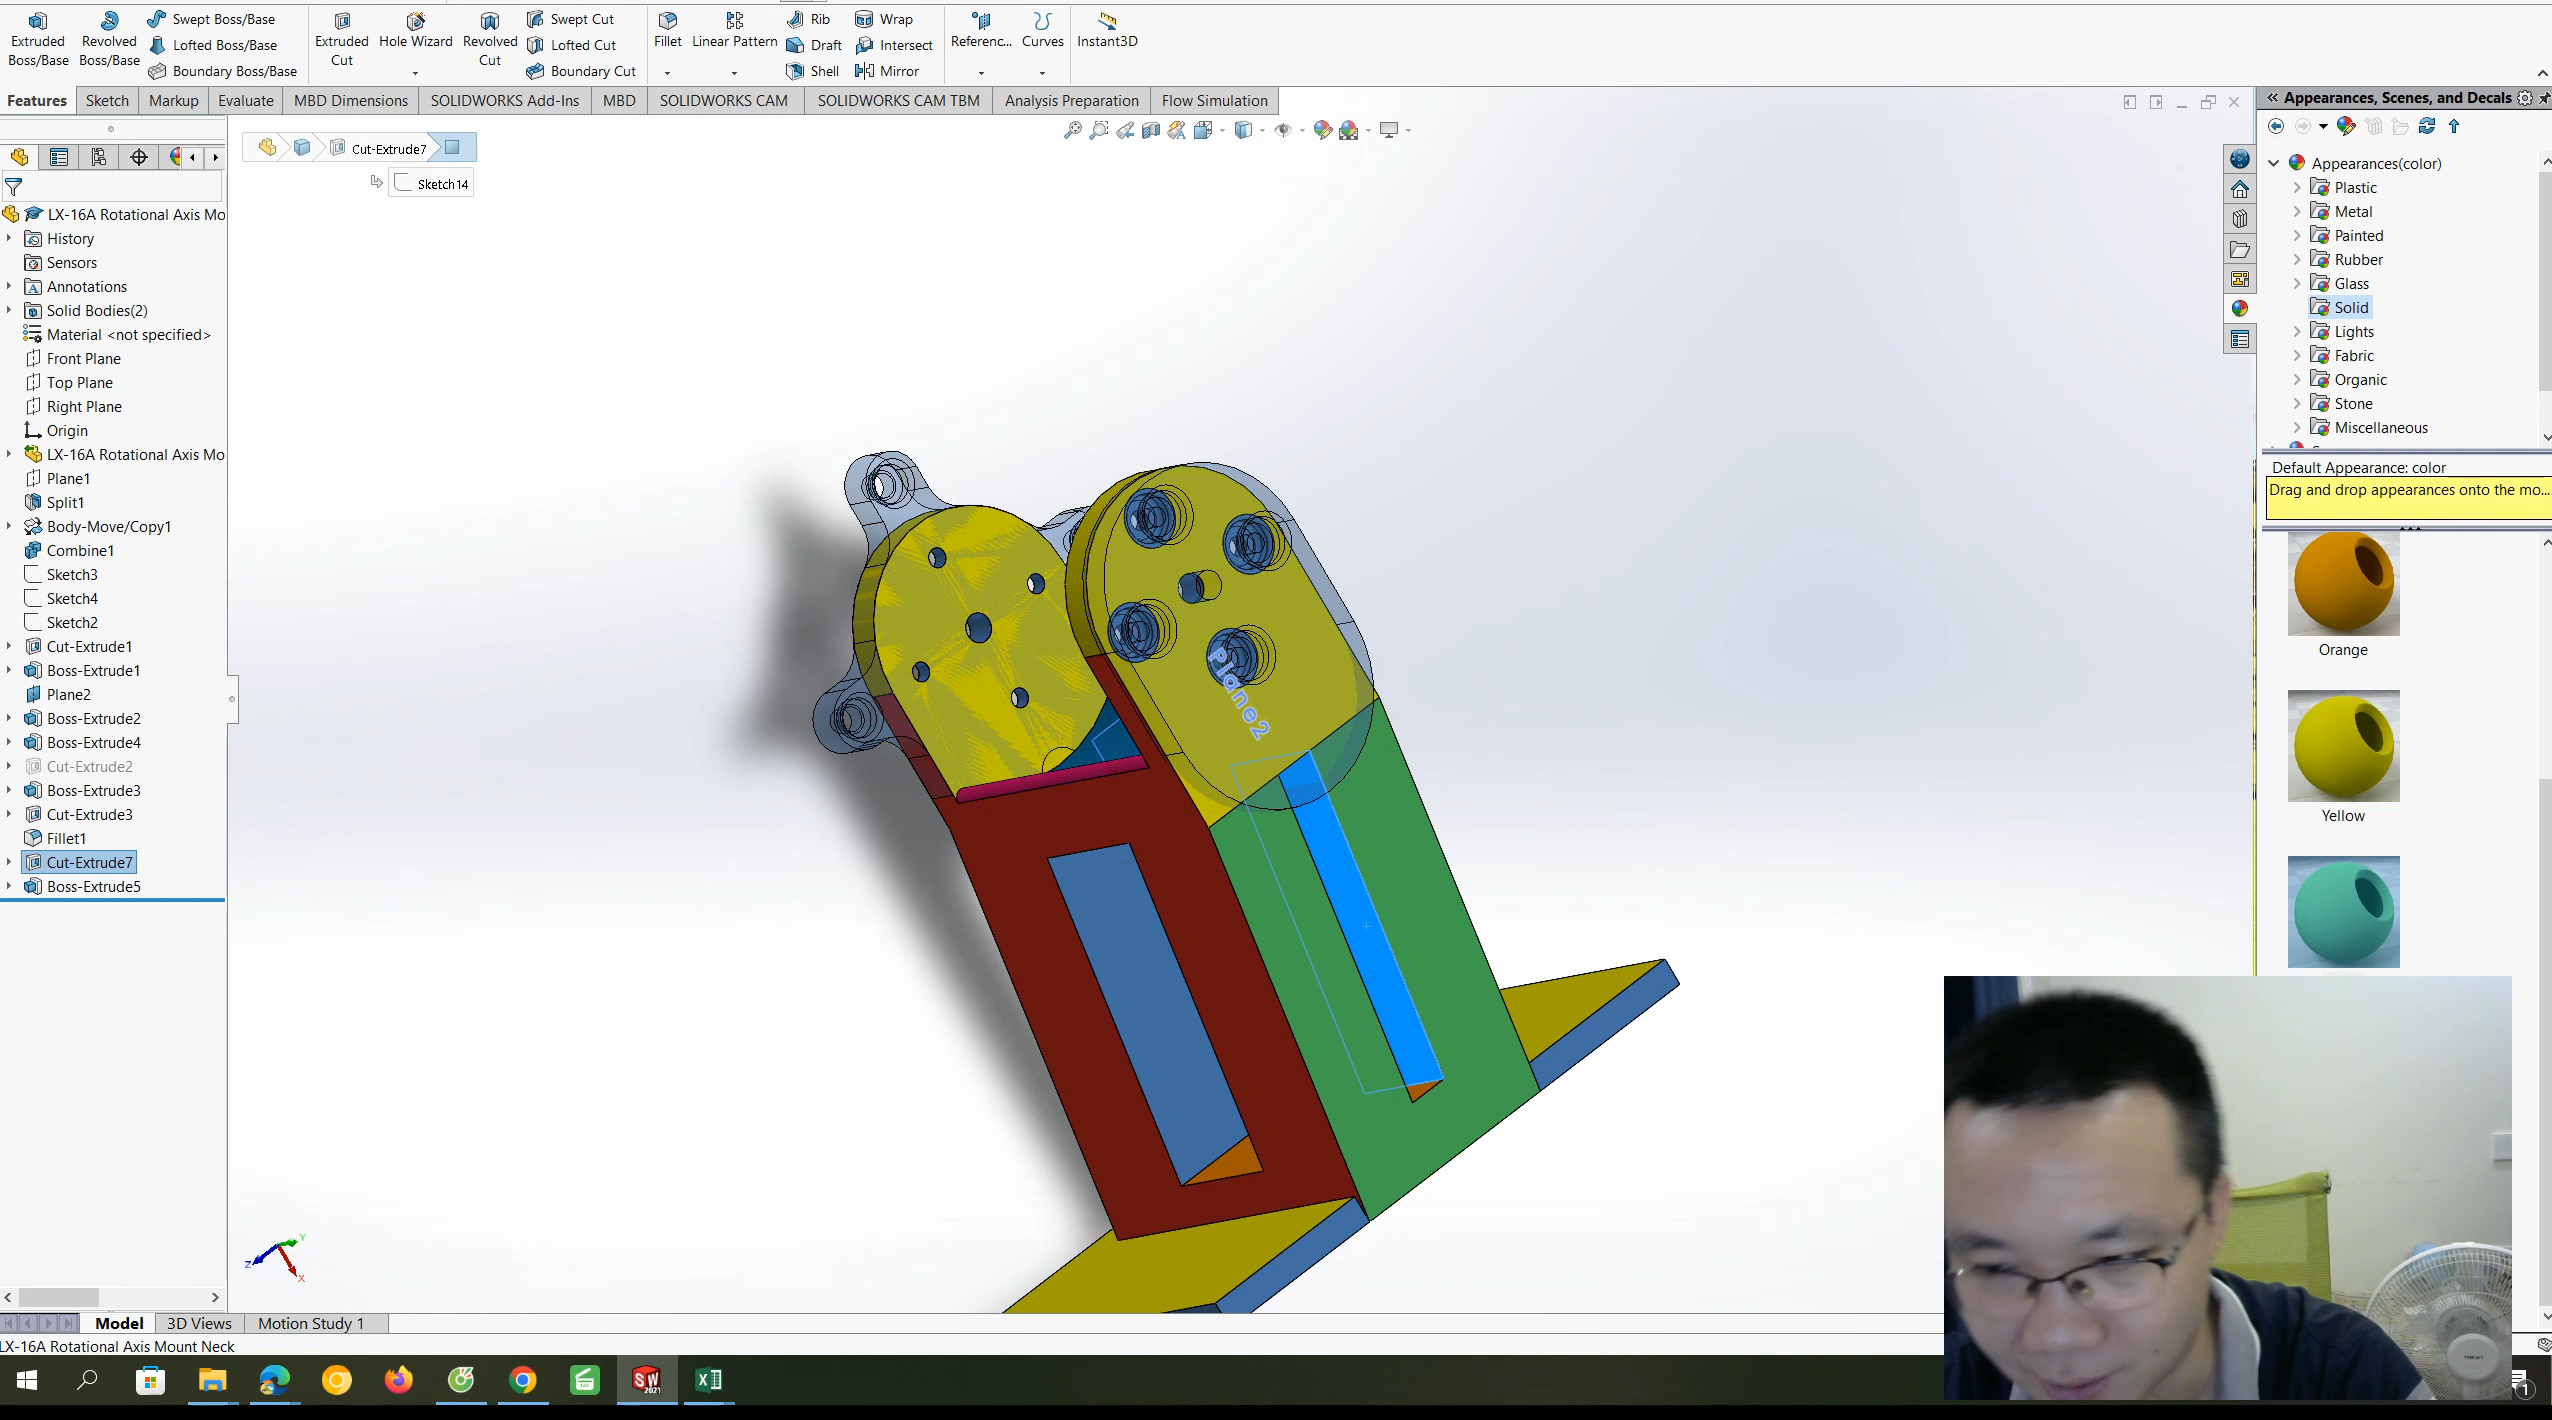 Extruded Boss/Base
Revolved Boss/Base
Swept Boss/Base
Lofted Boss/Base
Boundary Boss/Base
Extruded Cut
Hole Wizard
Revolved Cut
Swept Cut
Lofted Cut
Boundary Cut
Fillet
Linear Pattern
Rib
Draft
Shell
Wrap
Intersect
Mirror
Referenc...
Curves
Instant3D
Features
Sketch
Markup
Evaluate
MBD Dimensions
SOLIDWORKS Add-Ins
MBD
SOLIDWORKS CAM
SOLIDWORKS CAM TBM
Analysis Preparation
Flow Simulation
Cut-Extrude7
Sketch14
LX-16A Rotational Axis Mo
History
Sensors
Annotations
Solid Bodies(2)
Material <not specified>
Front Plane
Top Plane
Right Plane
Origin
LX-16A Rotational Axis Mo
Plane1
Split1
Body-Move/Copy1
Combine1
Sketch3
Sketch4
Sketch2
Cut-Extrude1
Boss-Extrude1
Plane2
Boss-Extrude2
Boss-Extrude4
Cut-Extrude2
Boss-Extrude3
Cut-Extrude3
Fillet1
Cut-Extrude7
Boss-Extrude5
Plane2
Y
Z
X
Appearances, Scenes, and Decals
Appearances(color)
Plastic
Metal
Painted
Rubber
Glass
Solid
Lights
Fabric
Organic
Stone
Miscellaneous
Default Appearance: color
Drag and drop appearances onto the mo...
Orange
Yellow
Model
3D Views
Motion Study 1
LX-16A Rotational Axis Mount Neck
SW
2021
1